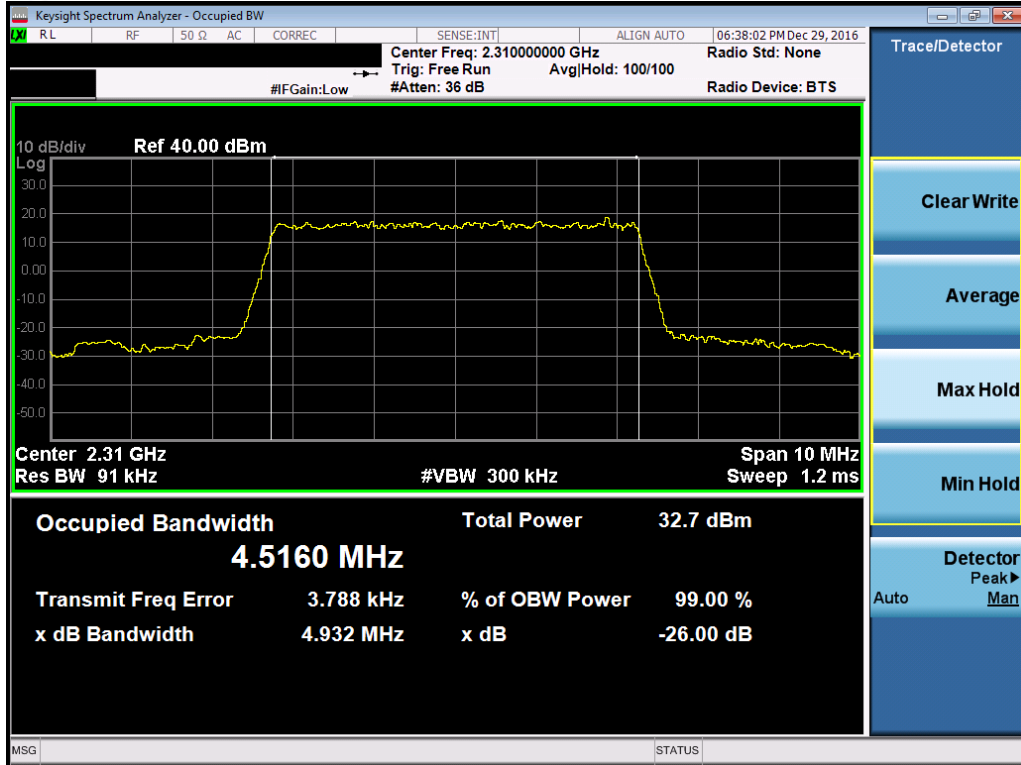 Keysight Spectrum Analyzer - Occupied BW
LXI RL RF 50 Ω AC CORREC SENSE:INT ALIGN AUTO 06:38:02 PM Dec 29, 2016
Center Freq: 2.310000000 GHz Radio Std: None
Trig: Free Run Avg|Hold: 100/100
#IFGain:Low #Atten: 36 dB Radio Device: BTS
10 dB/div Ref 40.00 dBm
Log
30.0
20.0
10.0
0.00
-10.0
-20.0
-30.0
-40.0
-50.0
Center 2.31 GHz Span 10 MHz
Res BW 91 kHz #VBW 300 kHz Sweep 1.2 ms
Occupied Bandwidth Total Power 32.7 dBm
4.5160 MHz
Transmit Freq Error 3.788 kHz % of OBW Power 99.00 %
x dB Bandwidth 4.932 MHz x dB -26.00 dB
MSG STATUS
Trace/Detector
Clear Write
Average
Max Hold
Min Hold
Detector
Peak▶
Auto Man